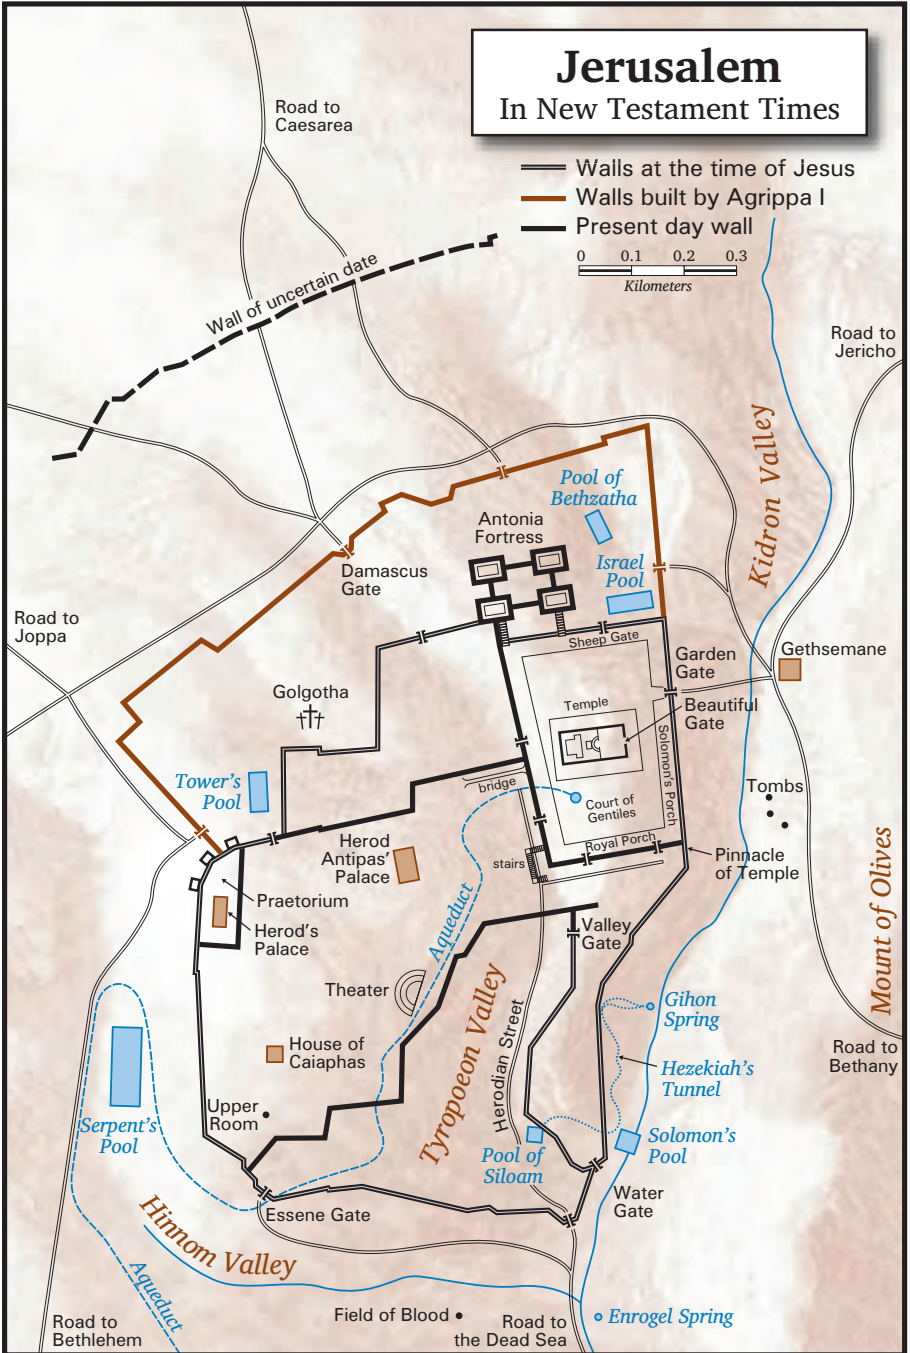 Jerusalem
In New Testament Times
Walls at the time of Jesus
Walls built by Agrippa I
Present day wall
0 0.1 0.2 0.3
Kilometers
Road to
Caesarea
Wall of uncertain date
Road to
Jericho
Kidron Valley
Pool of
Bethzatha
Antonia
Fortress
Israel
Pool
Damascus
Gate
Road to
Joppa
Sheep Gate
Garden
Gate
Gethsemane
Golgotha
Temple
Beautiful
Gate
Solomon's Porch
Tower's
Pool
bridge
Court of
Gentiles
Tombs
Herod
Antipas'
Palace
Royal Porch
stairs
Pinnacle
of Temple
Mount of Olives
Praetorium
Herod's
Palace
Aqueduct
Valley
Gate
Theater
Tyropoeon Valley
Herodian Street
Gihon
Spring
House of
Caiaphas
Road to
Bethany
Hezekiah's
Tunnel
Upper
Room
Serpent's
Pool
Pool of
Siloam
Solomon's
Pool
Water
Gate
Essene Gate
Hinnom Valley
Aqueduct
Road to
Bethlehem
Field of Blood
Road to
the Dead Sea
Enrogel Spring